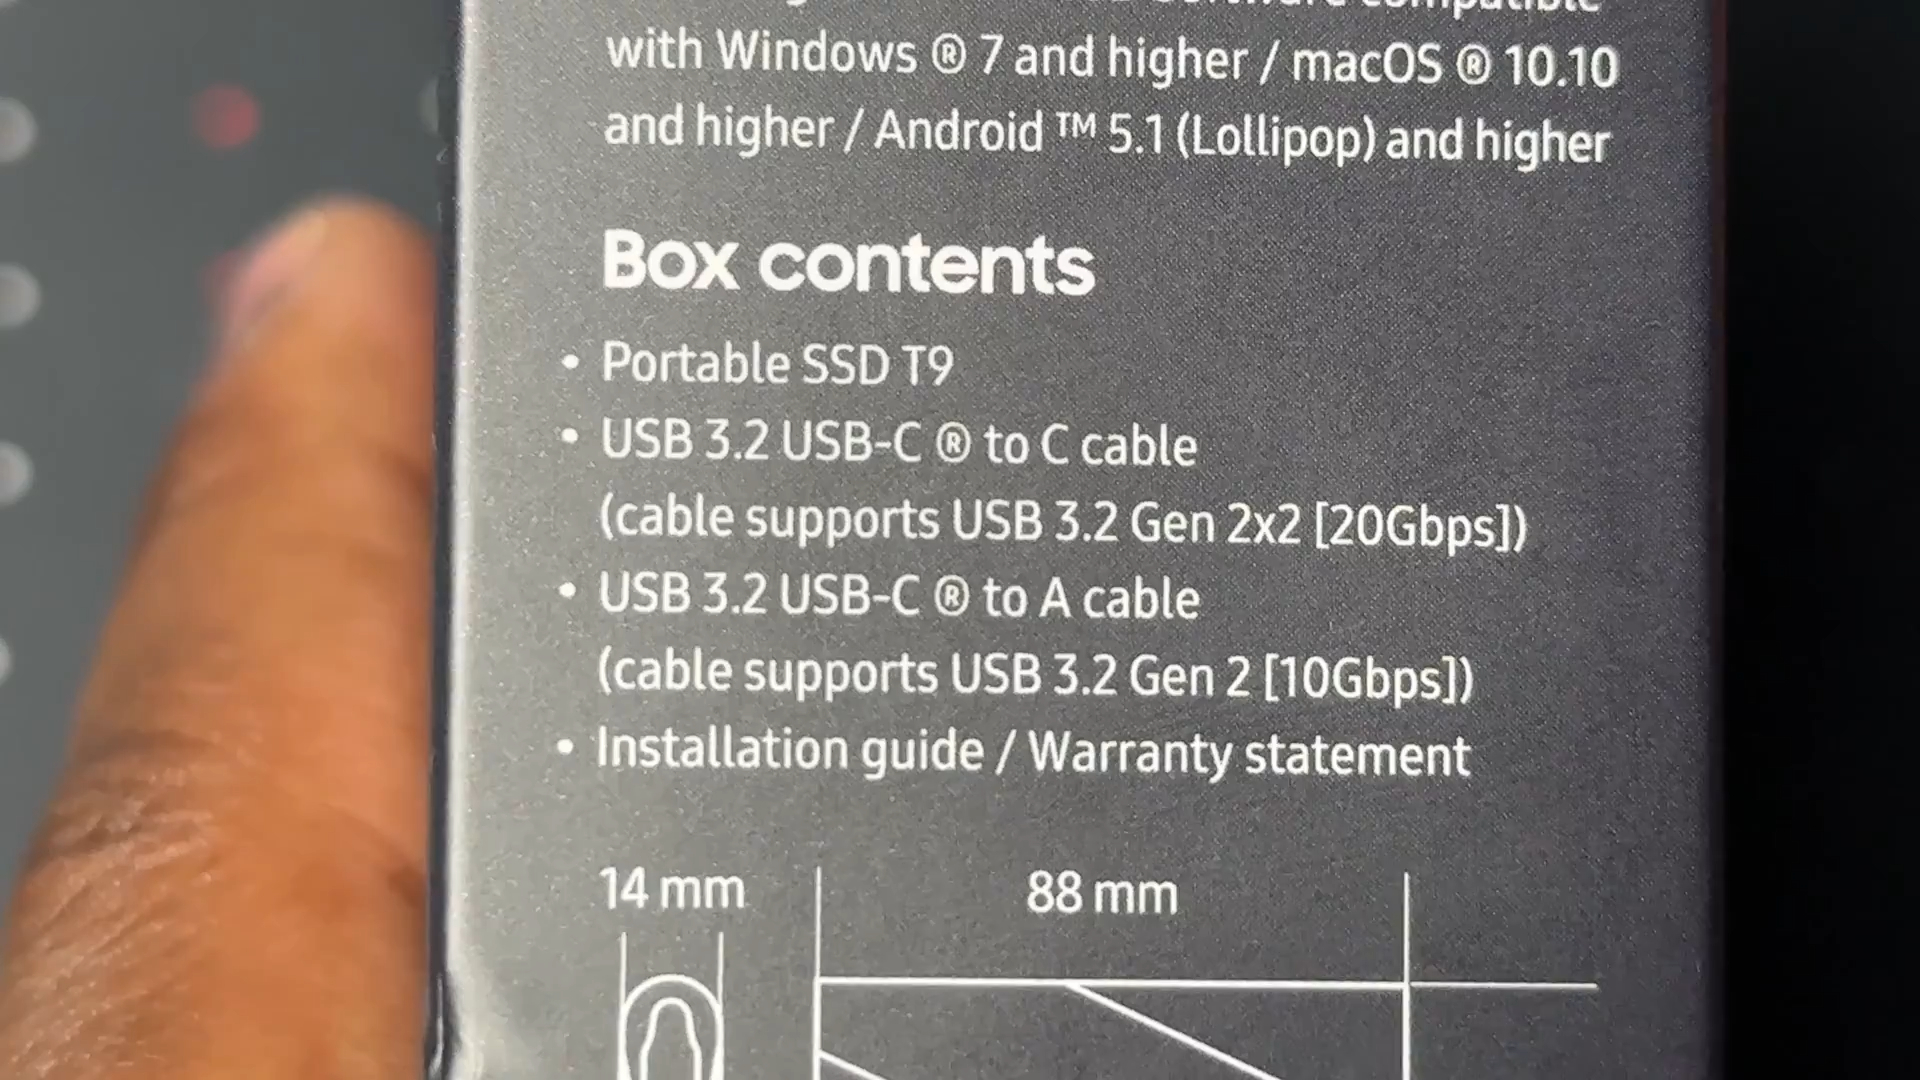 Software compatible
with Windows ® 7 and higher / macOS ® 10.10
and higher / Android ™ 5.1 (Lollipop) and higher
Box contents
• Portable SSD T9
• USB 3.2 USB-C ® to C cable
(cable supports USB 3.2 Gen 2x2 [20Gbps])
• USB 3.2 USB-C ® to A cable
(cable supports USB 3.2 Gen 2 [10Gbps])
• Installation guide / Warranty statement
14 mm 88 mm